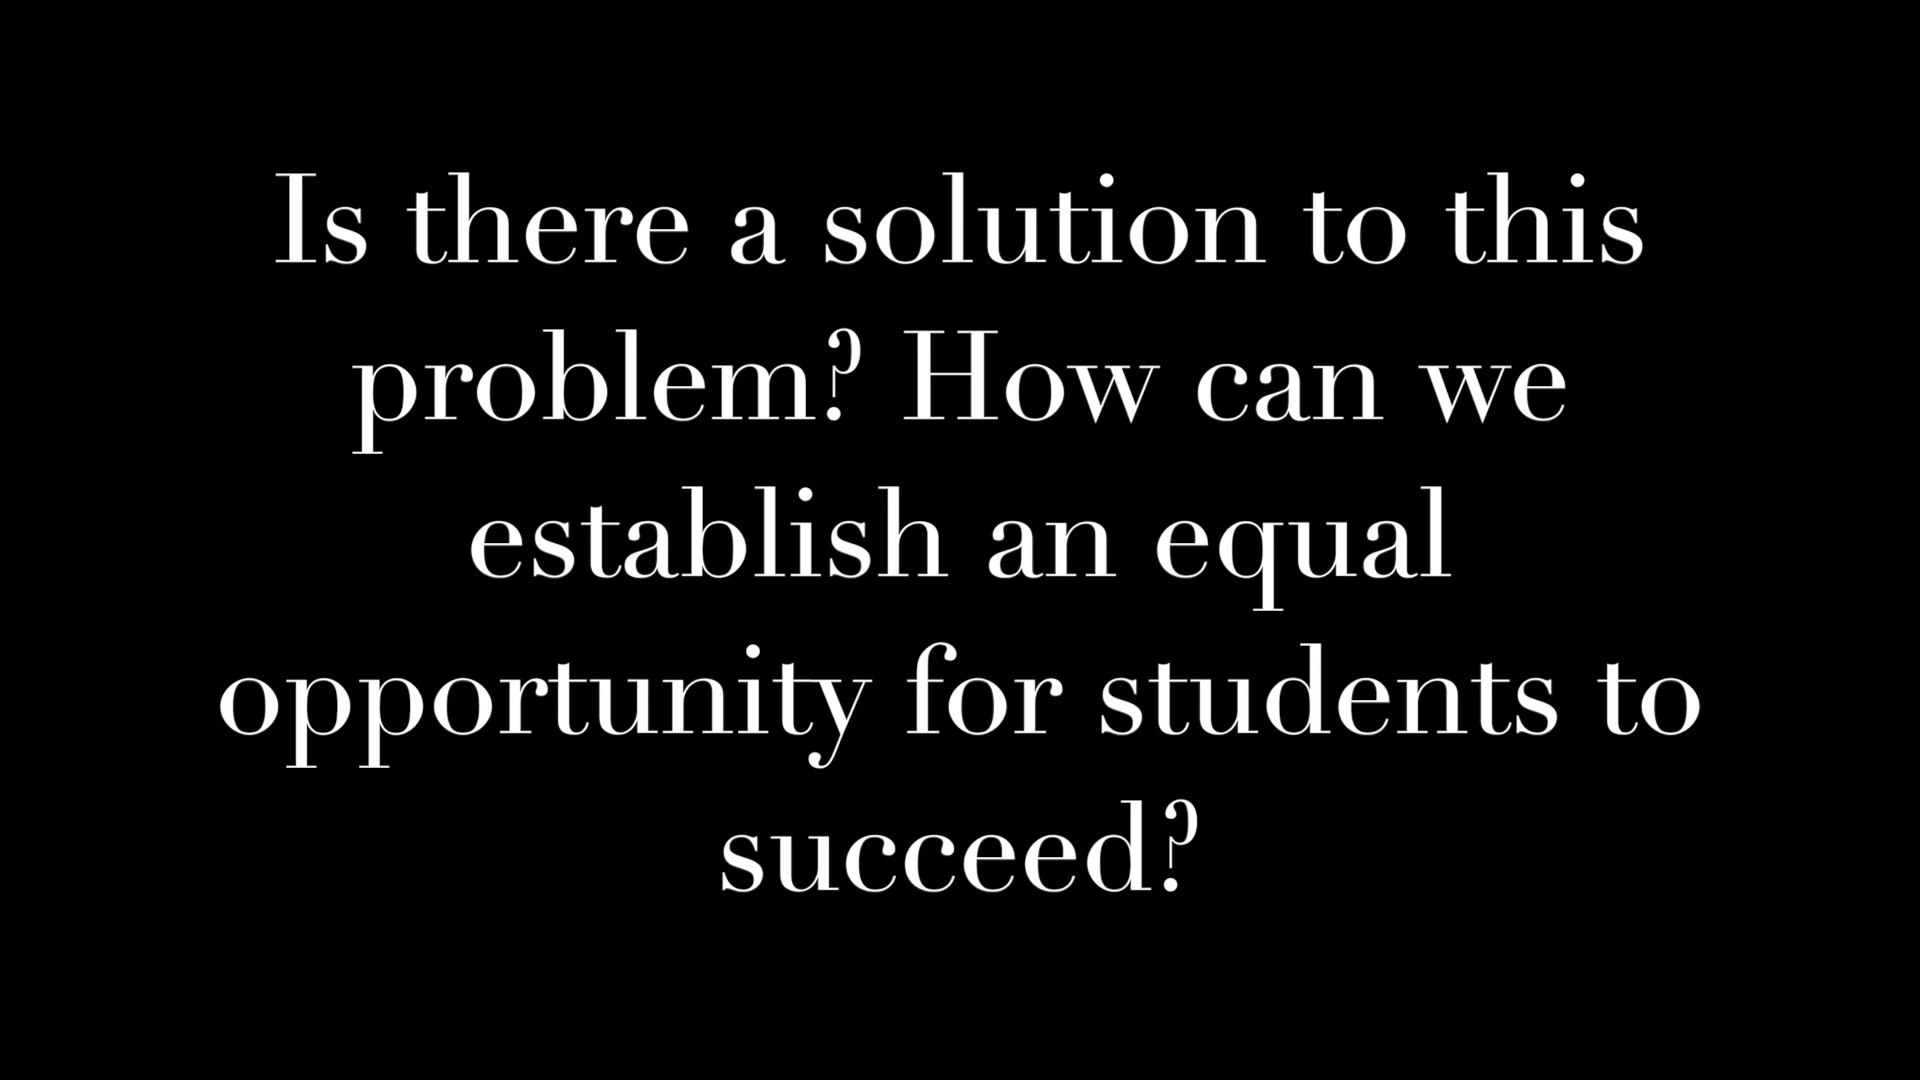 Is there a solution to this
problem? How can we
establish an equal
opportunity for students to
succeed?